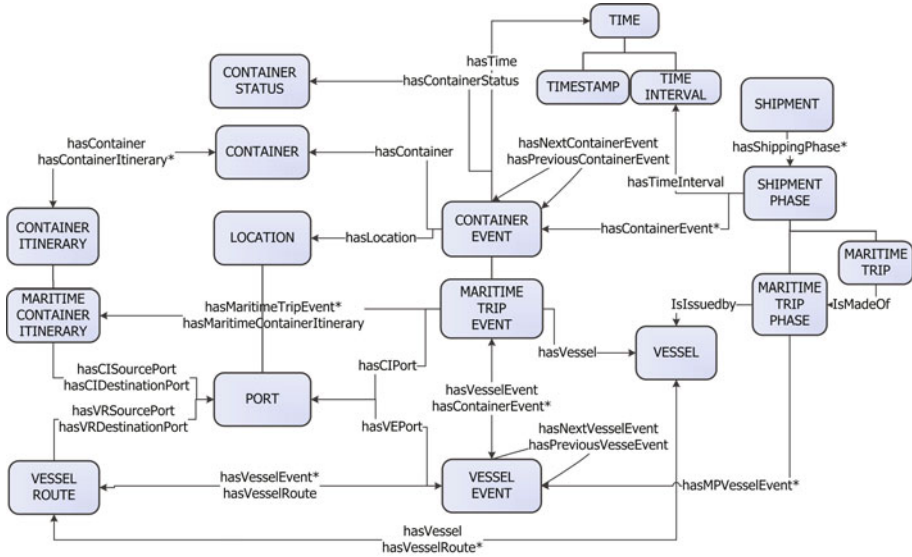 TIME
hasTime
hasContainerStatus
CONTAINER
STATUS
TIMESTAMP
TIME
INTERVAL
SHIPMENT
hasContainer
hasContainerItinerary*
CONTAINER
hasContainer
hasNextContainerEvent
hasPreviousContainerEvent
hasShippingPhase*
hasTimeInterval
SHIPMENT
PHASE
CONTAINER
ITINERARY
LOCATION
hasLocation
CONTAINER
EVENT
hasContainerEvent*
MARITIME
TRIP
MARITIME
CONTAINER
ITINERARY
hasMaritimeTripEvent*
hasMaritimeContainerItinerary
MARITIME
TRIP
EVENT
IsIssuedby
MARITIME
TRIP
PHASE
IsMadeOf
hasVessel
VESSEL
hasCISourcePort
hasCIDestinationPort
hasCIPort
PORT
hasVesselEvent
hasContainerEvent*
hasVRSourcePort
hasVRDestinationPort
hasVEPort
hasNextVesselEvent
hasPreviousVesseEvent
VESSEL
ROUTE
hasVesselEvent*
hasVesselRoute
VESSEL
EVENT
hasMPVesselEvent*
hasVessel
hasVesselRoute*